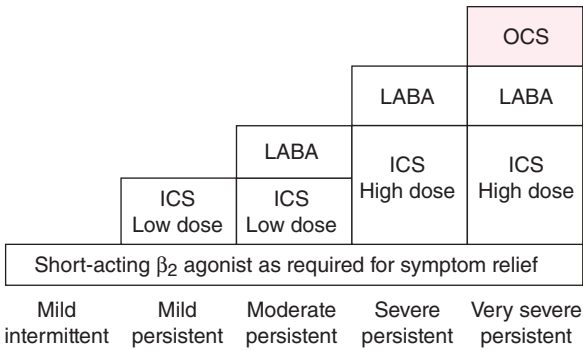 OCS
LABA
LABA
LABA
ICS
High dose
ICS
High dose
ICS
Low dose
ICS
Low dose
Short-acting β₂ agonist as required for symptom relief
Mild
intermittent
Mild
persistent
Moderate
persistent
Severe
persistent
Very severe
persistent